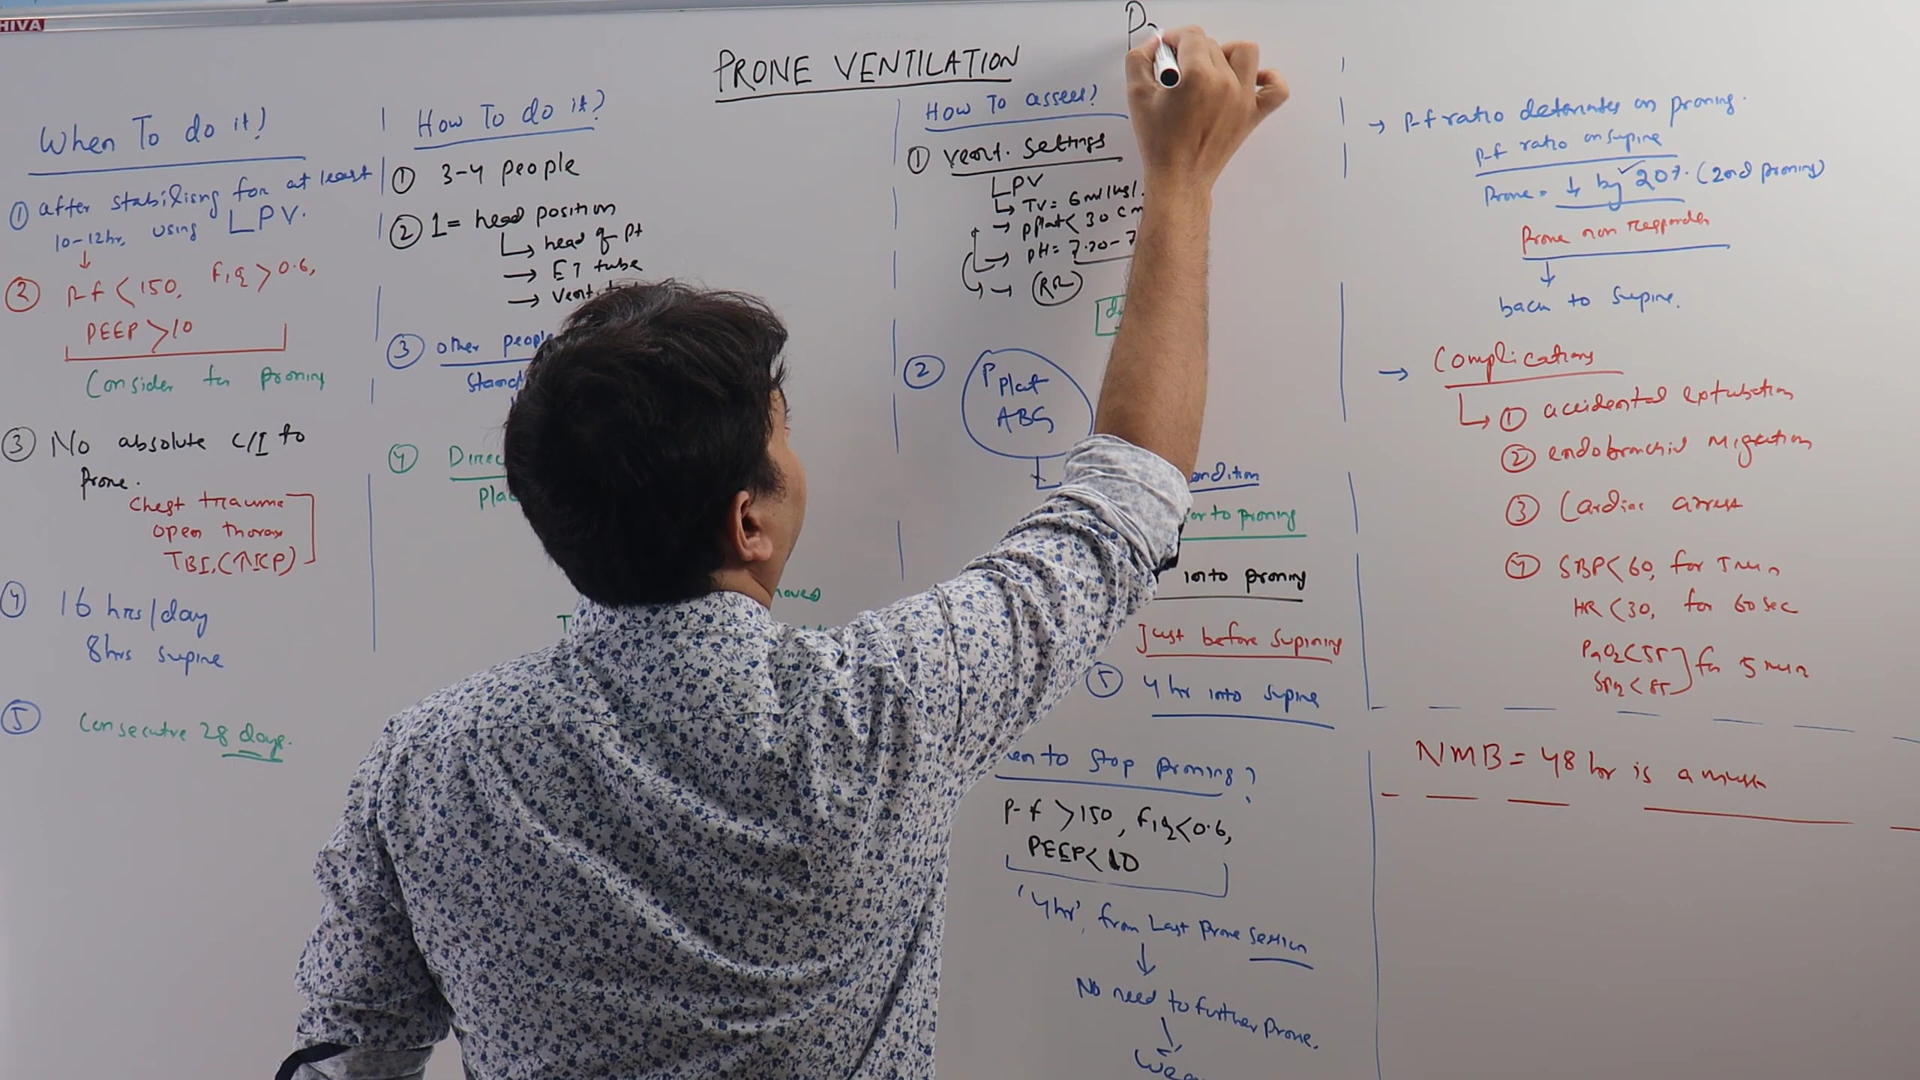 HIVA
PRONE VENTILATION
When To do it?
① after stabilising for at least
10-12hr, using LPV.
② P-f < 150, FiO2 > 0.6,
PEEP > 10
Consider for proning
③ No absolute C/I to
prone.
Chest trauma
open thorax
TBI, (↑ICP)
④ 16 hrs/day
8hrs supine
⑤ Consecutive 28 days.
How To do it?
① 3-4 people
② 1 = head position
→ head of pt
→ ET tube
→ vent.
③ other people
④
How To assess?
① vent. settings
LPV
→ TV = 6ml/kg/
→ pplat < 30 cm
→ pH = 7.20-7
→ RR
② Pplat
ABG
to proning
into proning
Just before supining
⑤ 4 hr into supine
to stop proning?
P-f > 150, FiO2 < 0.6,
PEEP < 10
'4hr', from last prone session
↓
No need to further prone.
→ P-f ratio deteriorates on proning.
P-f ratio on supine
Prone = ↓ by 20%. (2nd proning)
Prone non responder
↓
back to supine.
→ Complications
① accidental extubation
② endobronchial migration
③ Cardiac arrest
④ SBP < 60, for 5 min
HR < 30, for 60 sec
PaO2 < 55
SpO2 < 85
for 5 min
NMB = 48 hr is a must